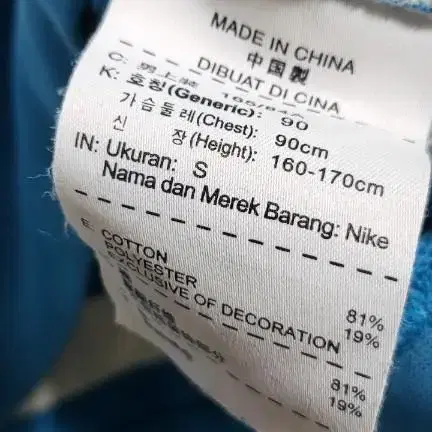 MADE IN CHINA
中国製
DIBUAT DI CINA
C:
K: 호칭(Generic): 90
가슴둘레(Chest): 90cm
신 장(Height): 160-170cm
IN: Ukuran: S
Nama dan Merek Barang: Nike
E COTTON 81%
POLYESTER 19%
EXCLUSIVE OF DECORATION
81%
19%